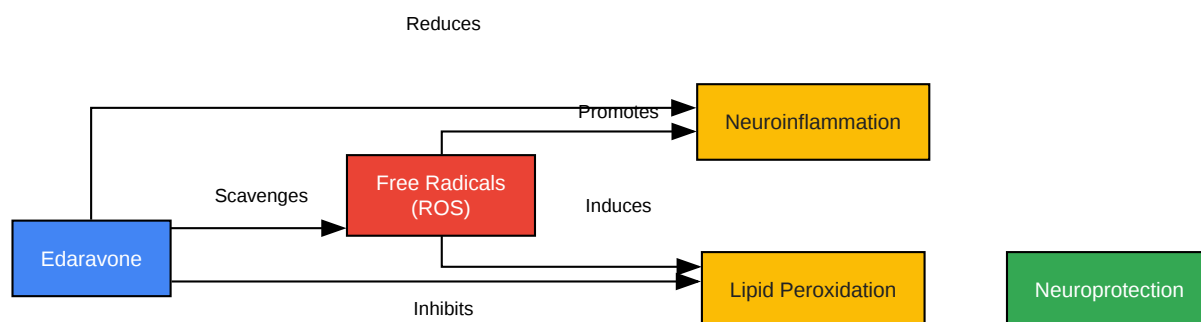 Reduces
Promotes
Neuroinflammation
Free Radicals
(ROS)
Scavenges
Induces
Edaravone
Lipid Peroxidation
Neuroprotection
Inhibits